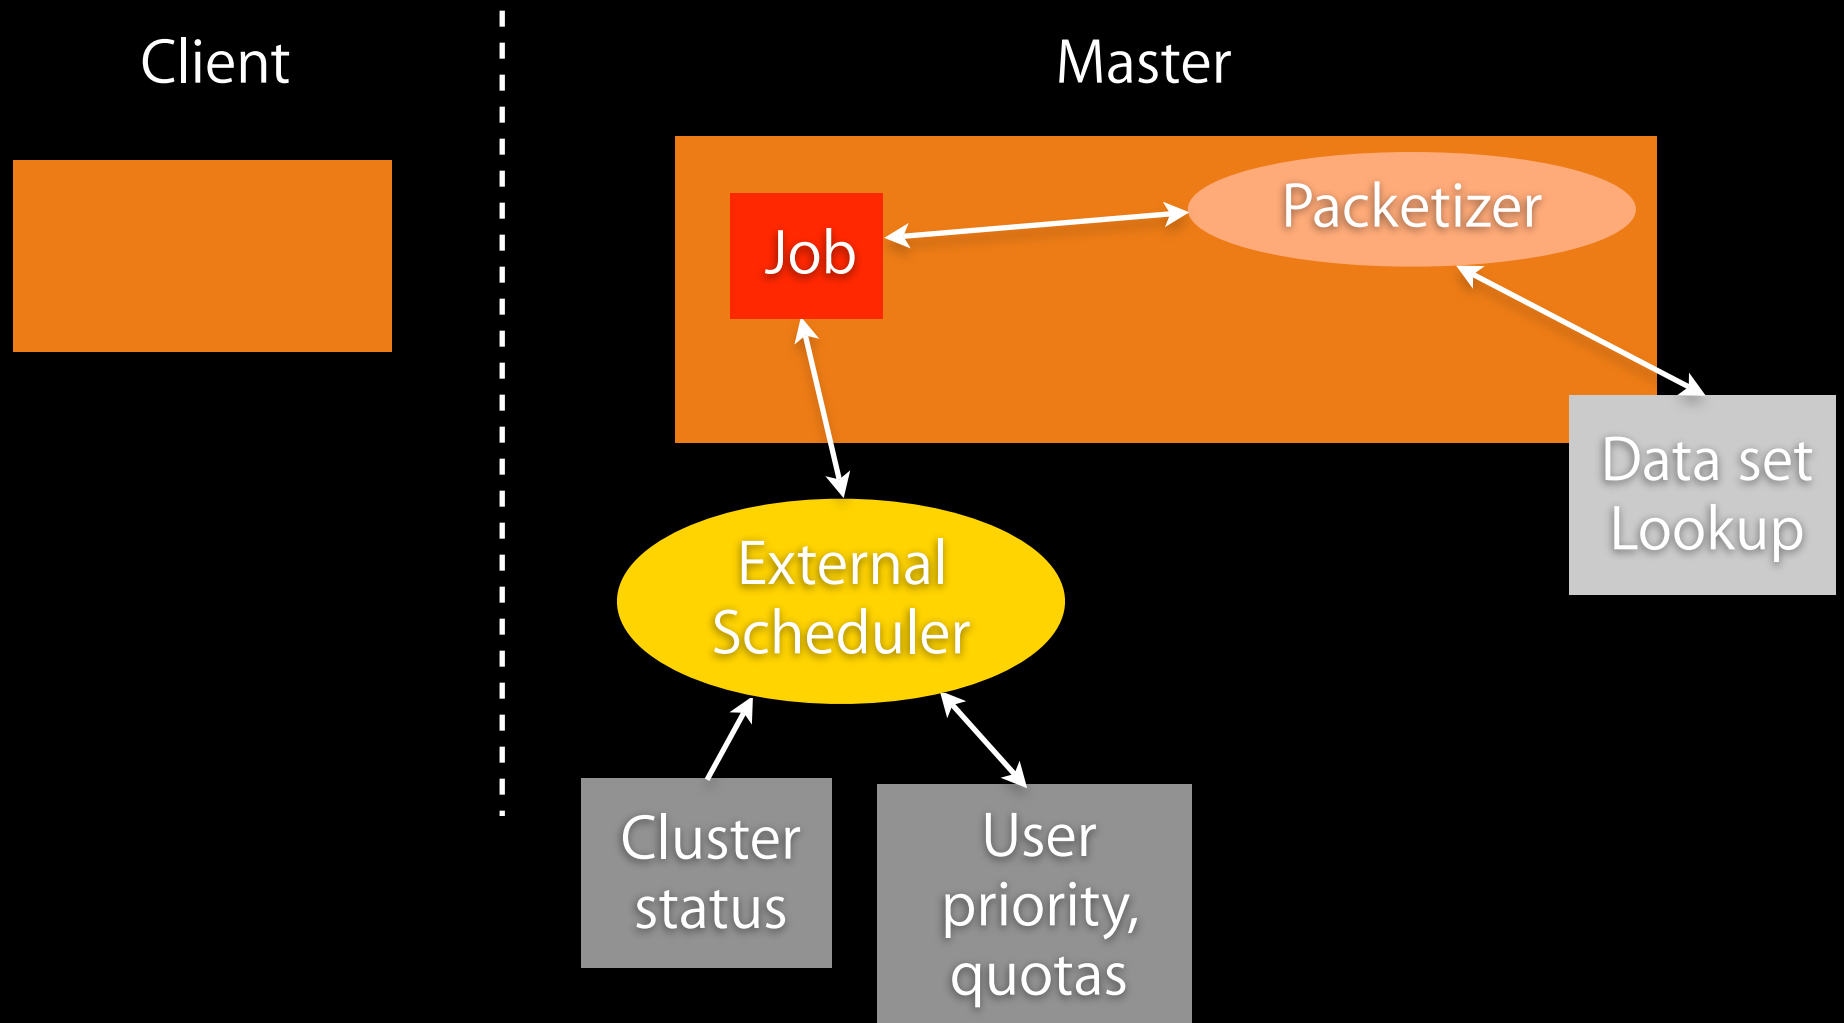 Client
Master
Job
Packetizer
Data set
Lookup
External
Scheduler
Cluster
status
User
priority,
quotas